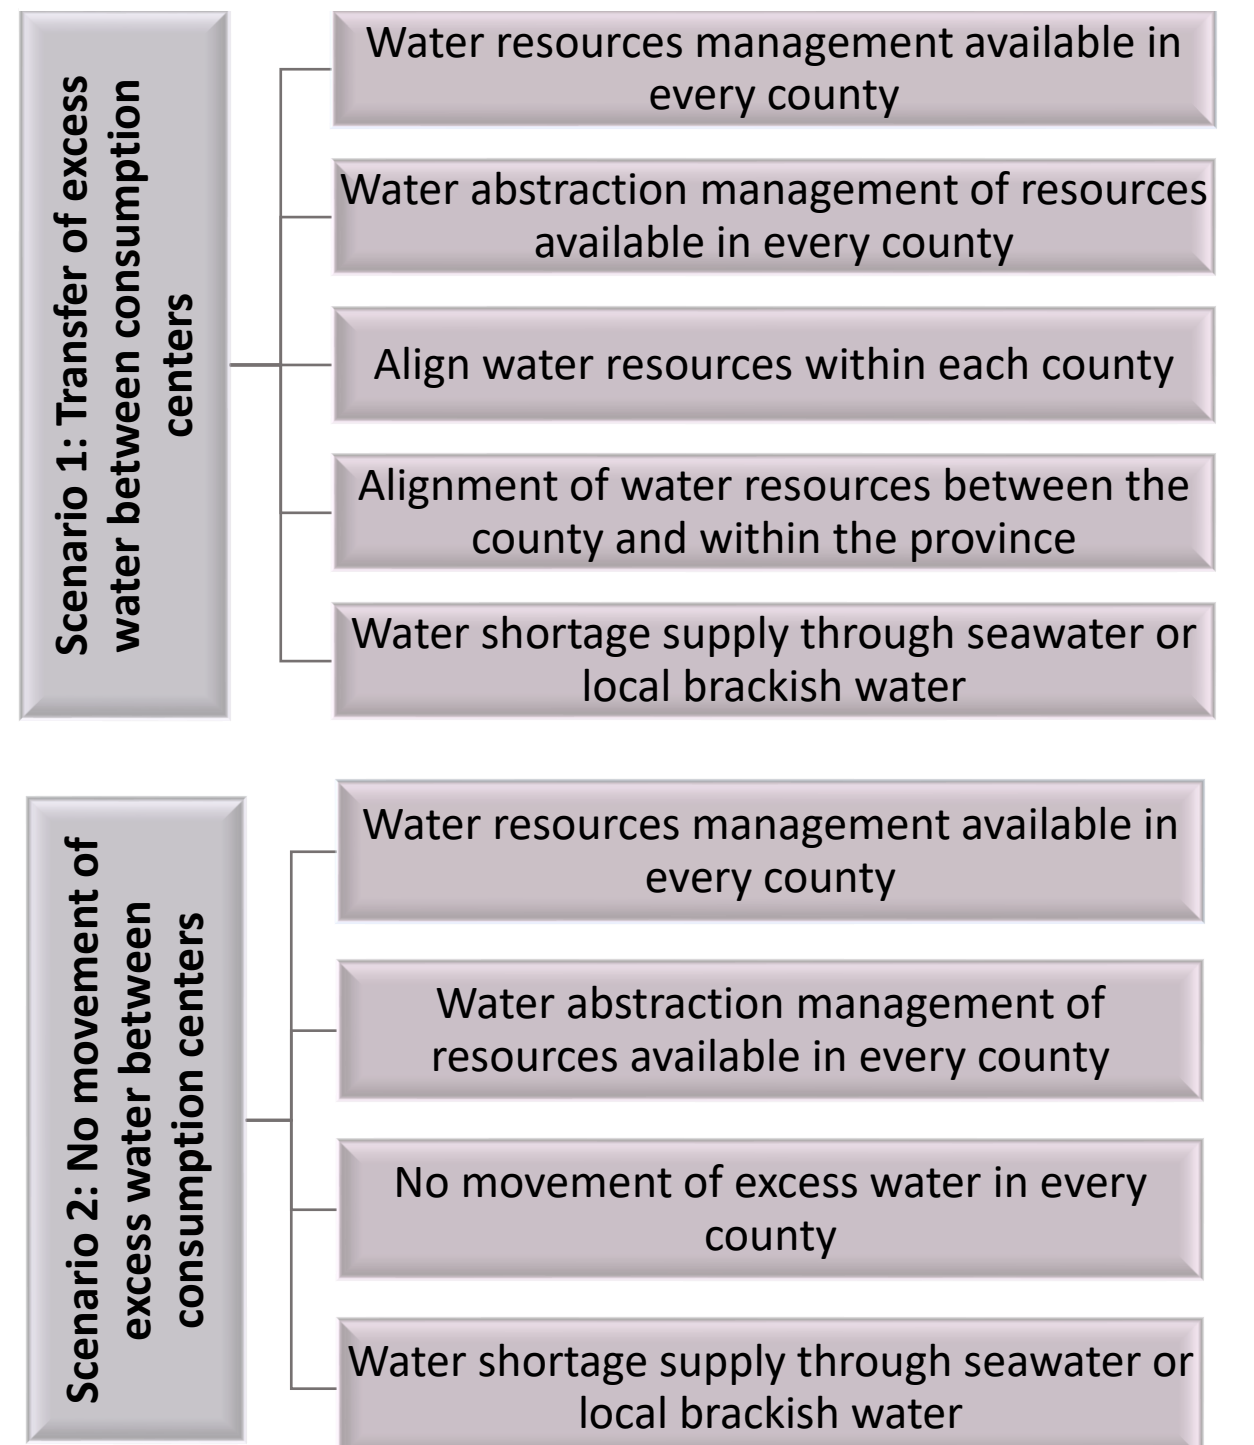 Scenario 1: Transfer of excess
water between consumption
centers
Water resources management available in
every county
Water abstraction management of resources
available in every county
Align water resources within each county
Alignment of water resources between the
county and within the province
Water shortage supply through seawater or
local brackish water
Scenario 2: No movement of
excess water between
consumption centers
Water resources management available in
every county
Water abstraction management of
resources available in every county
No movement of excess water in every
county
Water shortage supply through seawater or
local brackish water